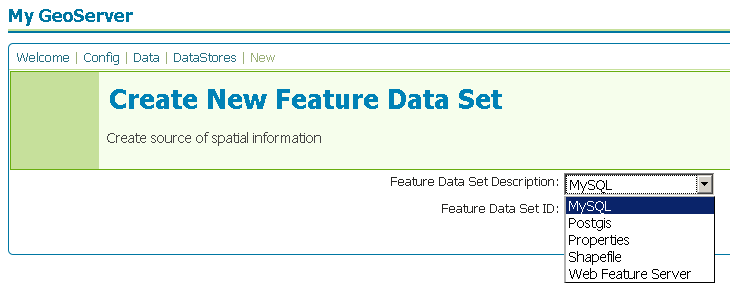 My GeoServer
Welcome | Config | Data | DataStores | New
Create New Feature Data Set
Create source of spatial information
Feature Data Set Description: MySQL
Feature Data Set ID:
MySQL
Postgis
Properties
Shapefile
Web Feature Server